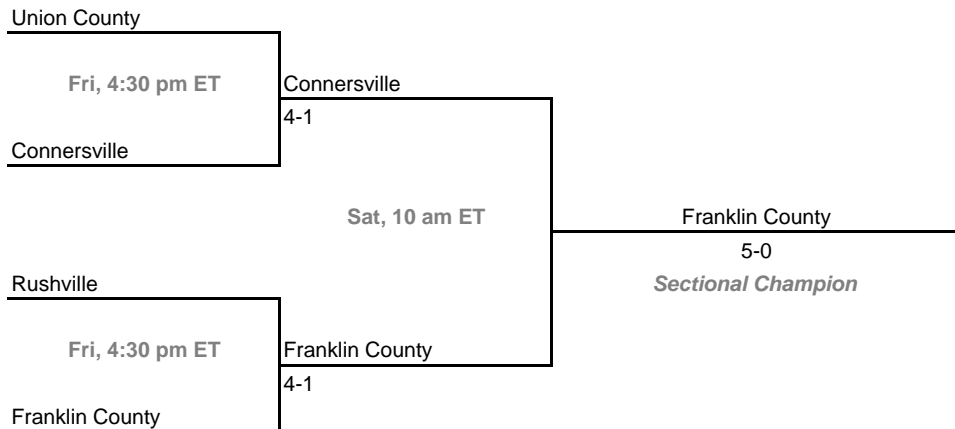 Union County
Fri, 4:30 pm ET
Connersville
4-1
Connersville
Sat, 10 am ET
Franklin County
5-0
Sectional Champion
Rushville
Fri, 4:30 pm ET
Franklin County
4-1
Franklin County